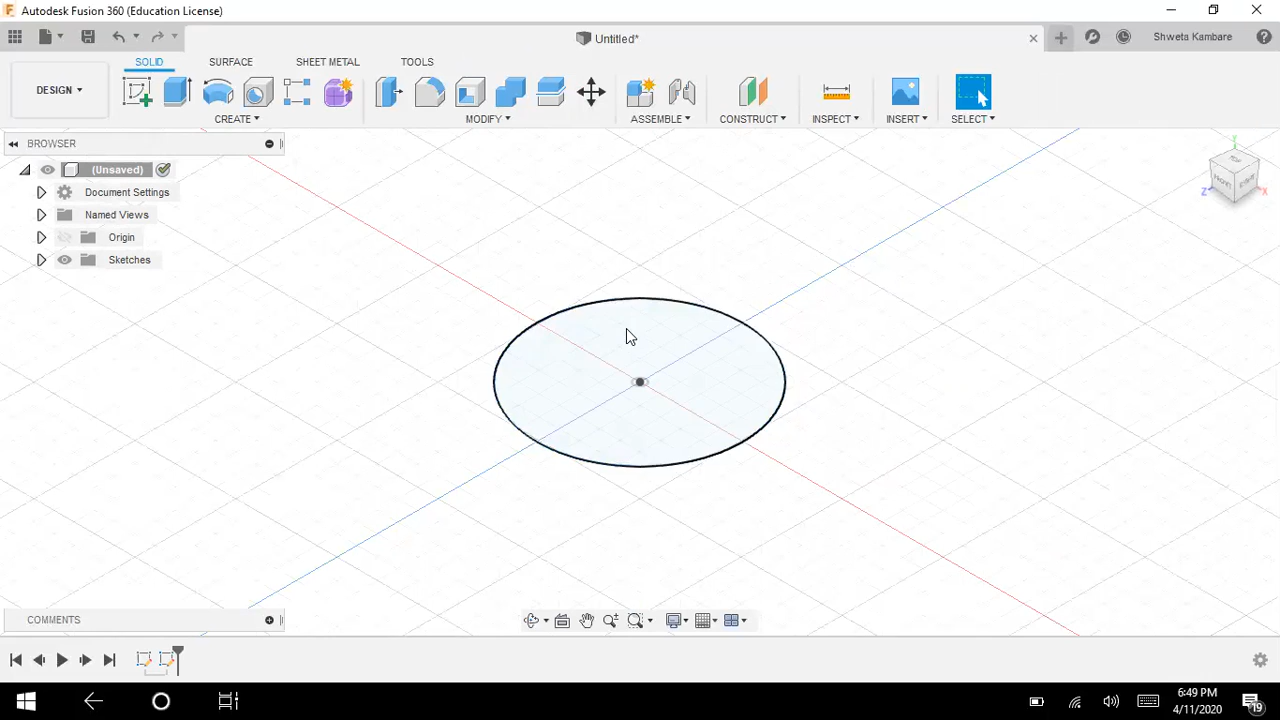 Autodesk Fusion 360 (Education License)
Untitled*
Shweta Kambare
DESIGN
SOLID
SURFACE
SHEET METAL
TOOLS
CREATE
MODIFY
ASSEMBLE
CONSTRUCT
INSPECT
INSERT
SELECT
BROWSER
(Unsaved)
Document Settings
Named Views
Origin
Sketches
Y
Z
X
COMMENTS
6:49 PM
4/11/2020
19